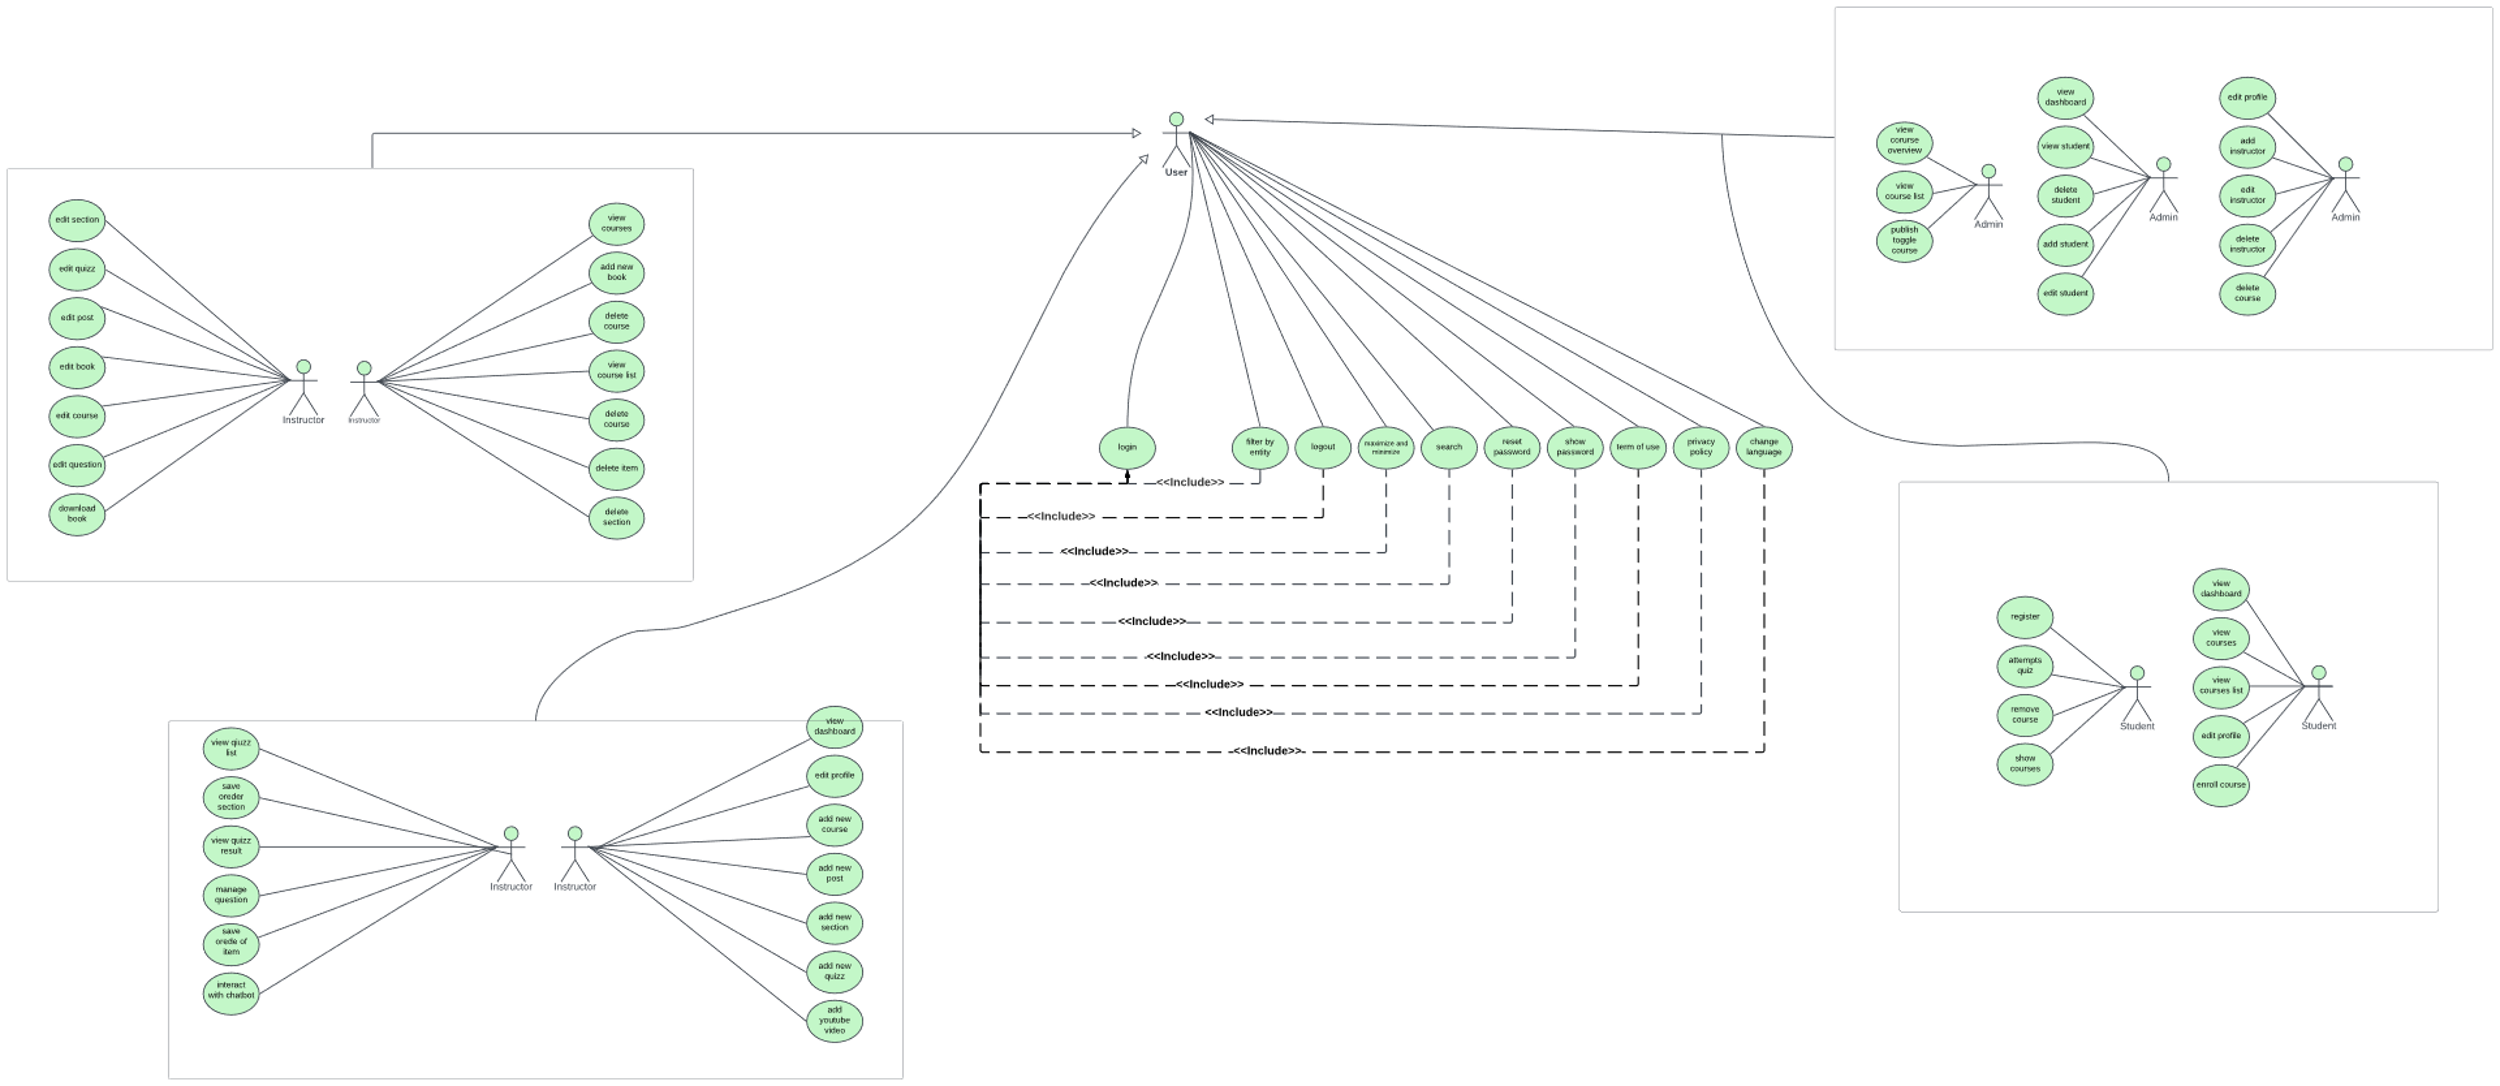 User
login
filter by
entity
logout
maximize and
minimize
search
reset
password
show
password
term of use
privacy
policy
change
language
<<Include>>
<<Include>>
<<Include>>
<<Include>>
<<Include>>
<<Include>>
<<Include>>
<<Include>>
<<Include>>
edit section
edit quizz
edit post
edit book
edit course
edit question
download
book
Instructor
Instructor
view
courses
add new
book
delete
course
view
course list
delete
course
delete item
delete
section
view
corurse
overview
view
course list
publish
toggle
course
Admin
view
dashboard
view student
delete
student
add student
edit student
Admin
edit profile
add
instructor
edit
instructor
delete
instructor
delete
course
Admin
view qiuzz
list
save
oreder
section
view quizz
result
manage
question
save
orede of
item
interact
with chatbot
Instructor
Instructor
view
dashboard
edit profile
add new
course
add new
post
add new
section
add new
quizz
add
youtube
video
register
attempts
quiz
remove
course
show
courses
Student
view
dashboard
view
courses
view
courses list
edit profile
enroll course
Student